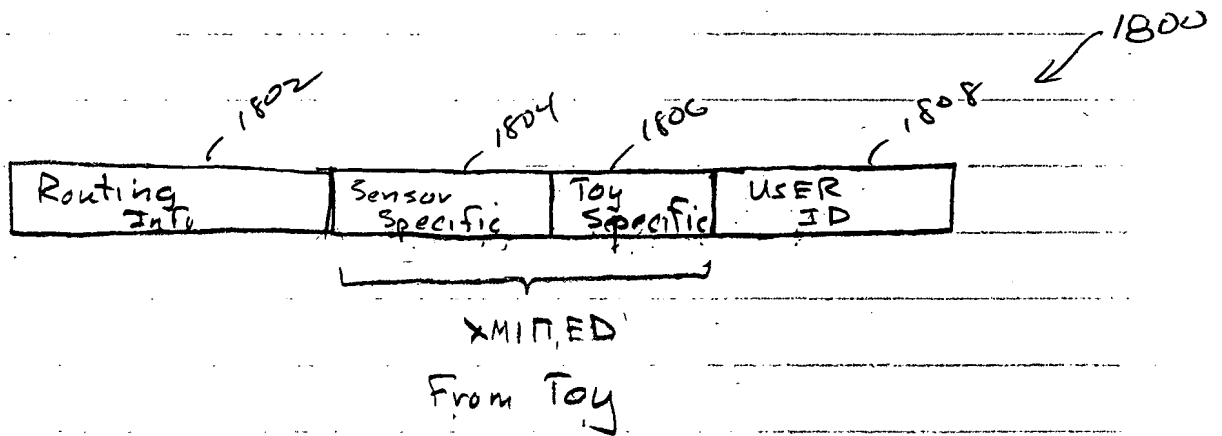 1800
1802
1804
1806
1808
Routing
Info
Sensor
Specific
Toy
Specific
USER
ID
XMITTED
From Toy